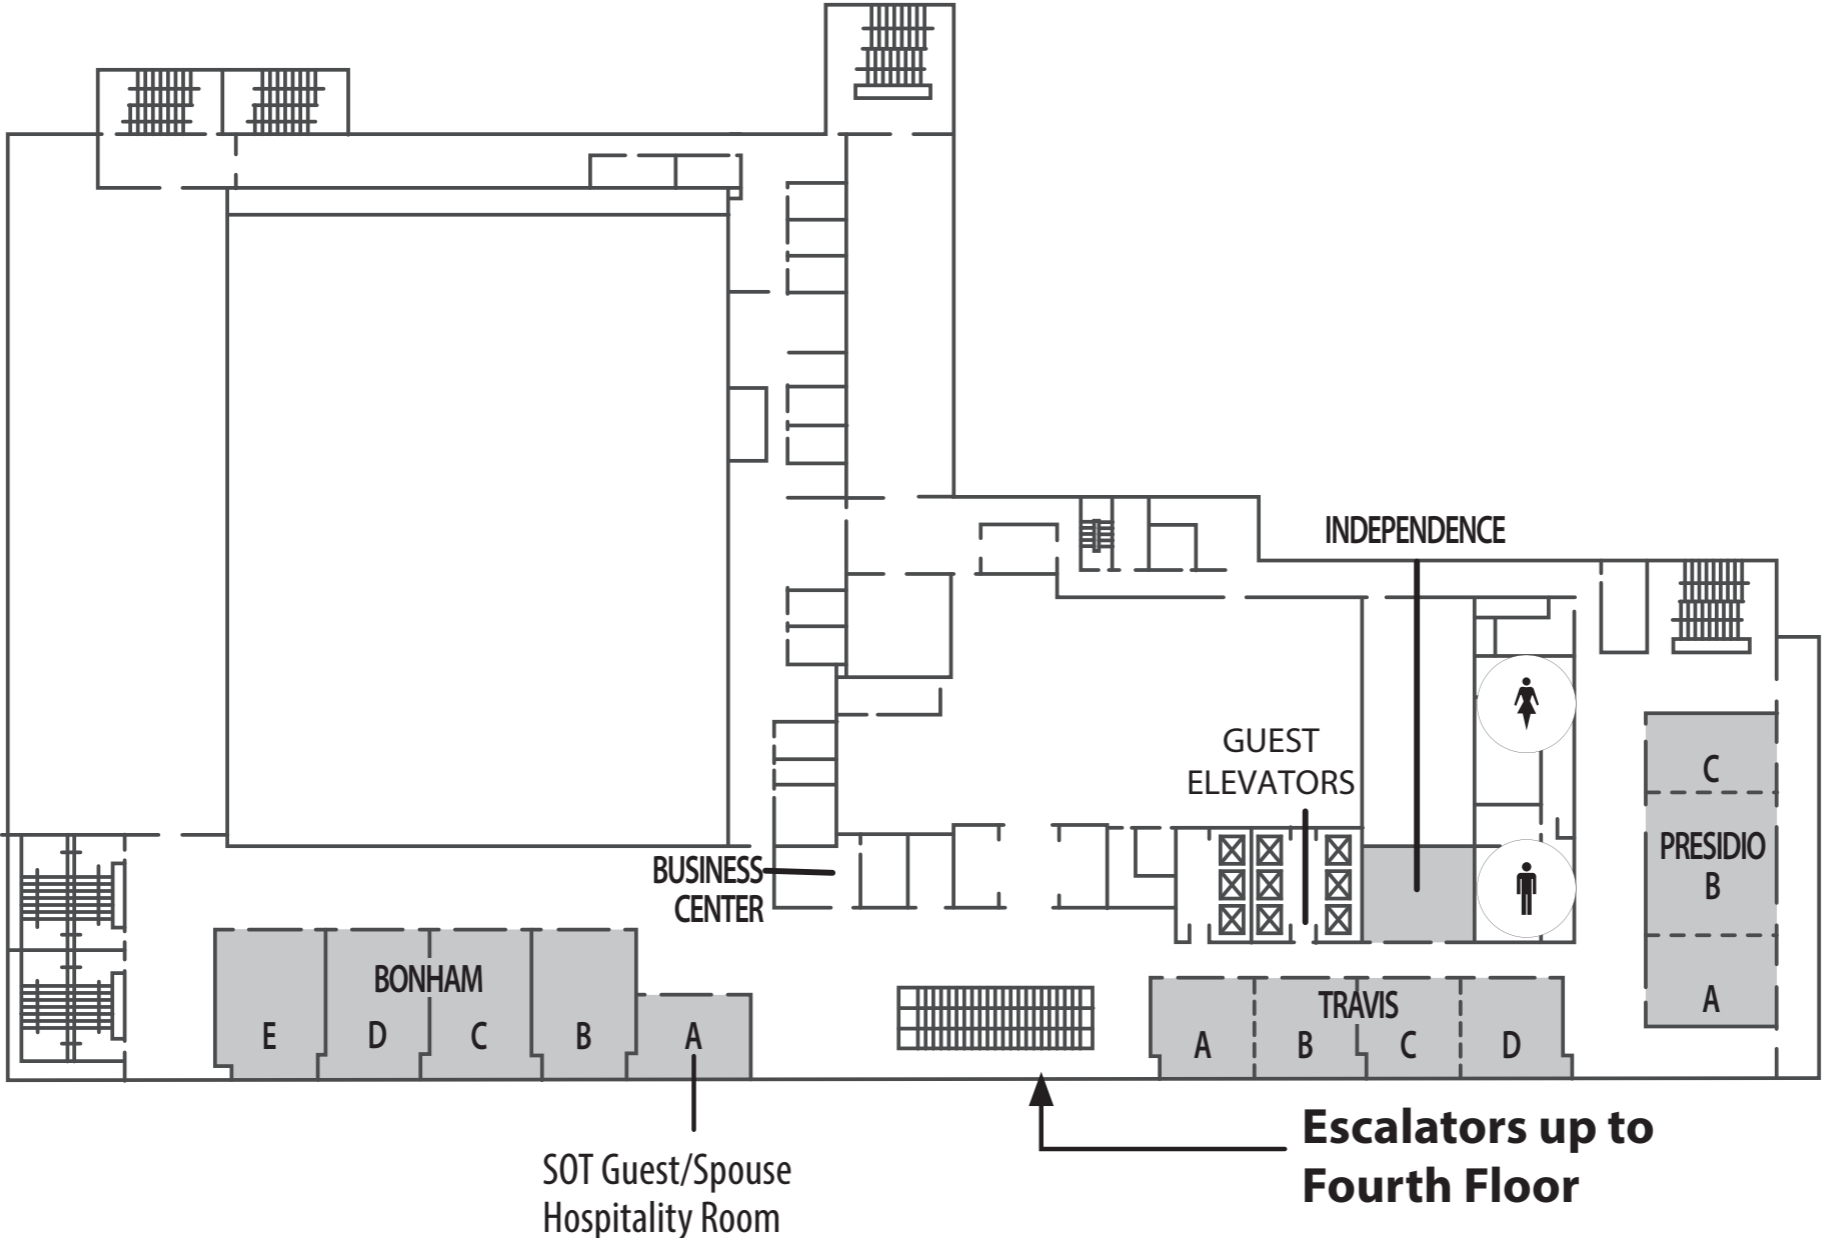 INDEPENDENCE
GUEST
ELEVATORS
C
PRESIDIO
B
A
BUSINESS
CENTER
BONHAM
E D C B A
TRAVIS
A B C D
Escalators up to
Fourth Floor
SOT Guest/Spouse
Hospitality Room